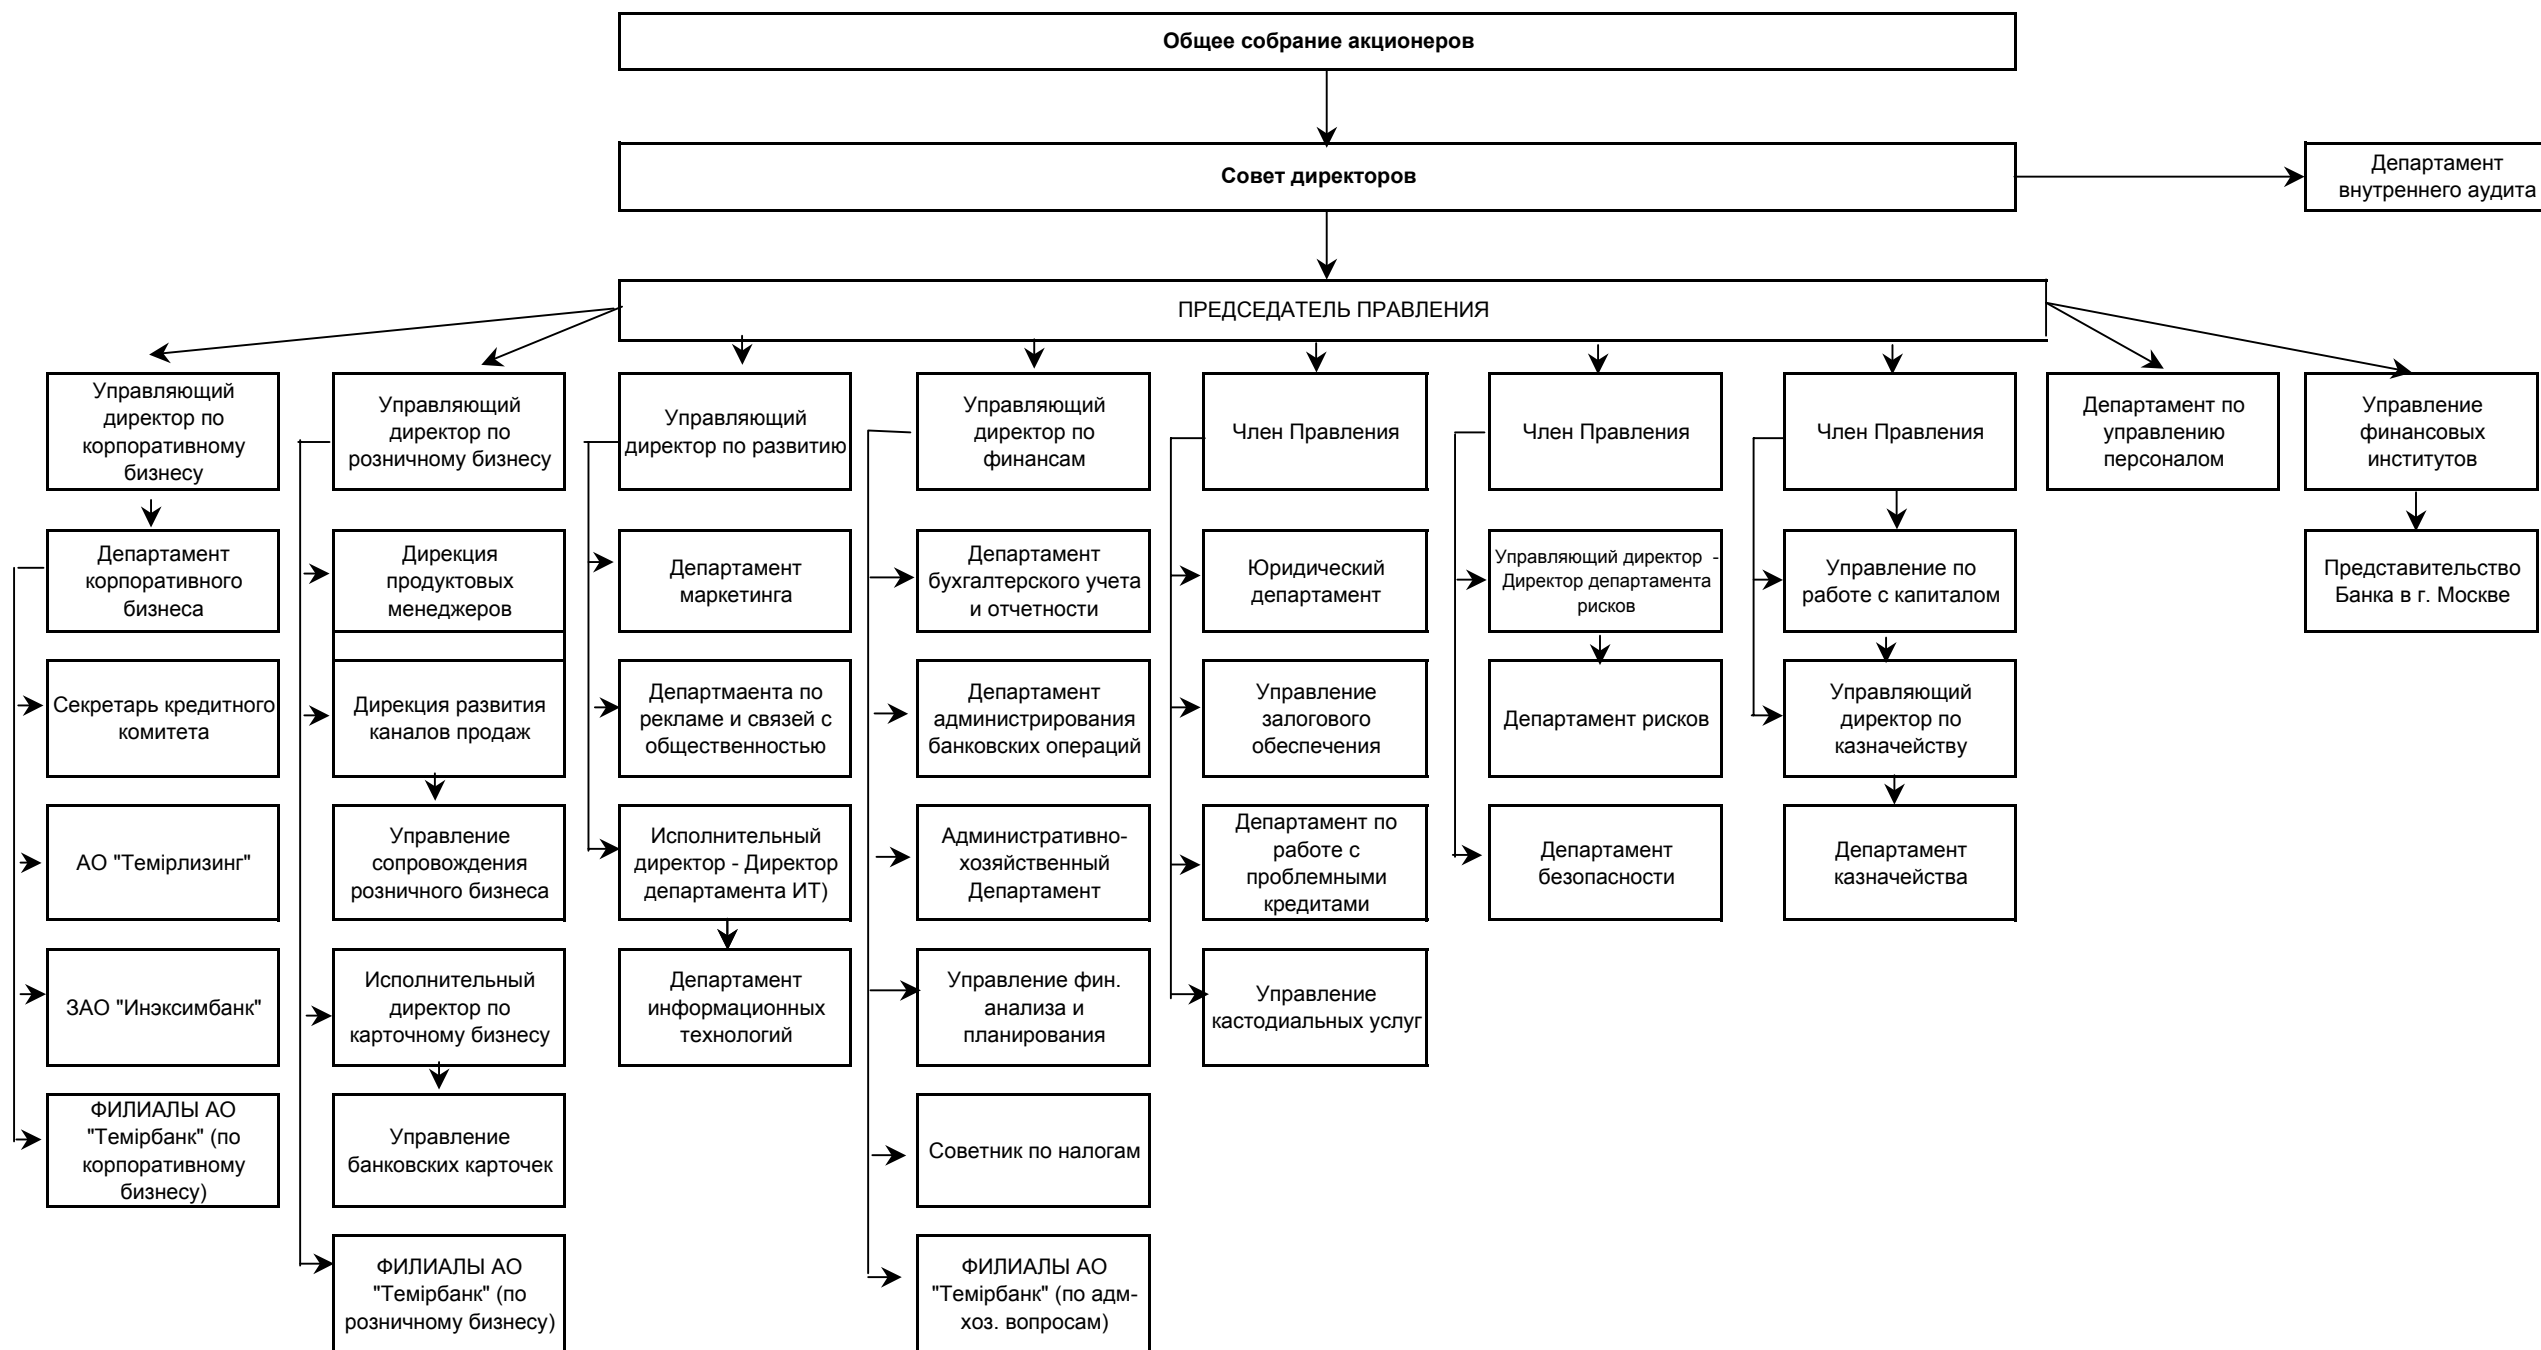 Общее собрание акционеров
Совет директоров
Департамент
внутреннего аудита
ПРЕДСЕДАТЕЛЬ ПРАВЛЕНИЯ
Управляющий
директор по
корпоративному
бизнесу
Управляющий
директор по
розничному бизнесу
Управляющий
директор по развитию
Управляющий
директор по
финансам
Член Правления
Член Правления
Член Правления
Департамент по
управлению
персоналом
Управление
финансовых
институтов
Департамент
корпоративного
бизнеса
Дирекция
продуктовых
менеджеров
Департамент
маркетинга
Департамент
бухгалтерского учета
и отчетности
Юридический
департамент
Управляющий директор -
Директор департамента
рисков
Управление по
работе с капиталом
Представительство
Банка в г. Москве
Секретарь кредитного
комитета
Дирекция развития
каналов продаж
Департмаента по
рекламе и связей с
общественностью
Департамент
администрирования
банковских операций
Управление
залогового
обеспечения
Департамент рисков
Управляющий
директор по
казначейству
АО "Темірлизинг"
Управление
сопровождения
розничного бизнеса
Исполнительный
директор - Директор
департамента ИТ)
Административно-
хозяйственный
Департамент
Департамент по
работе с
проблемными
кредитами
Департамент
безопасности
Департамент
казначейства
ЗАО "Инэксимбанк"
Исполнительный
директор по
карточному бизнесу
Департамент
информационных
технологий
Управление фин.
анализа и
планирования
Управление
кастодиальных услуг
ФИЛИАЛЫ АО
"Темірбанк" (по
корпоративному
бизнесу)
Управление
банковских карточек
Советник по налогам
ФИЛИАЛЫ АО
"Темірбанк" (по
розничному бизнесу)
ФИЛИАЛЫ АО
"Темірбанк" (по адм-
хоз. вопросам)